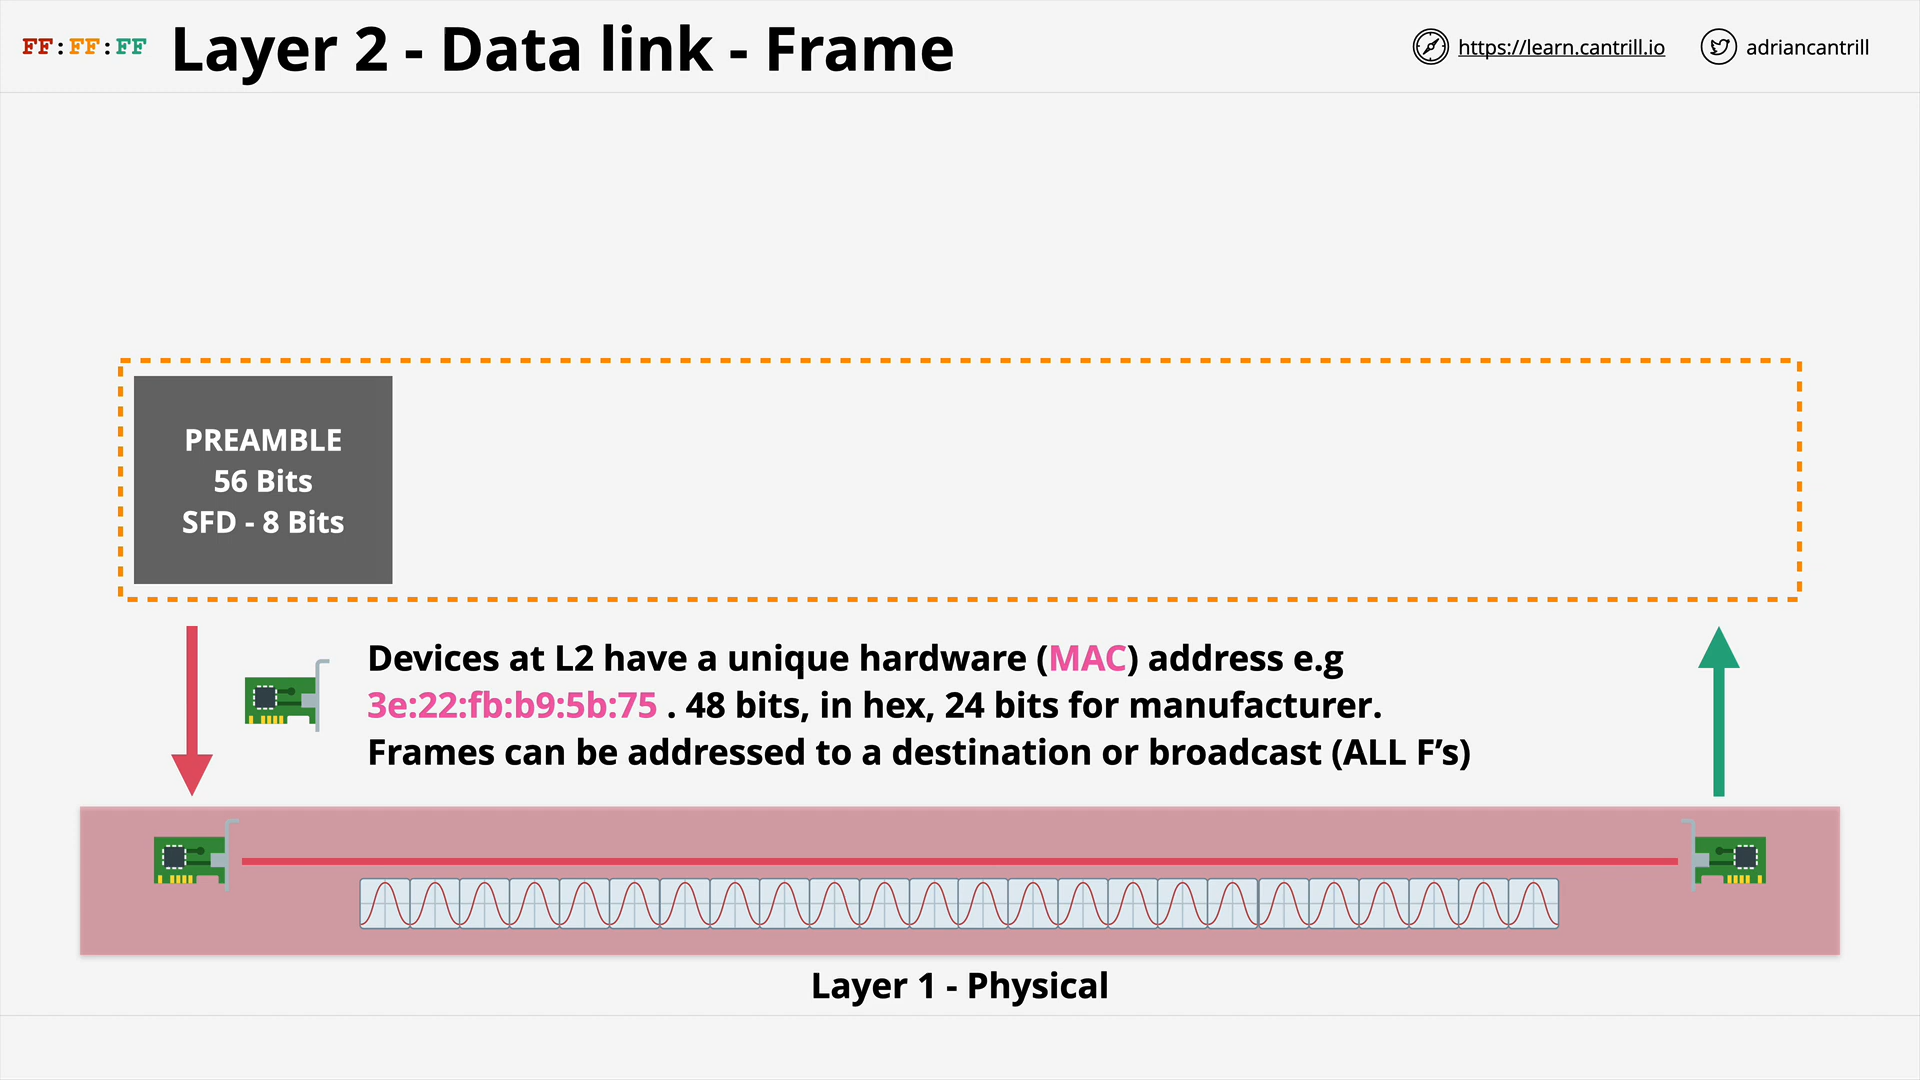 FF:FF:FF
Layer 2 - Data link - Frame
https://learn.cantrill.io
adriancantrill
PREAMBLE
56 Bits
SFD - 8 Bits
Devices at L2 have a unique hardware (MAC) address e.g
3e:22:fb:b9:5b:75 . 48 bits, in hex, 24 bits for manufacturer.
Frames can be addressed to a destination or broadcast (ALL F’s)
Layer 1 - Physical